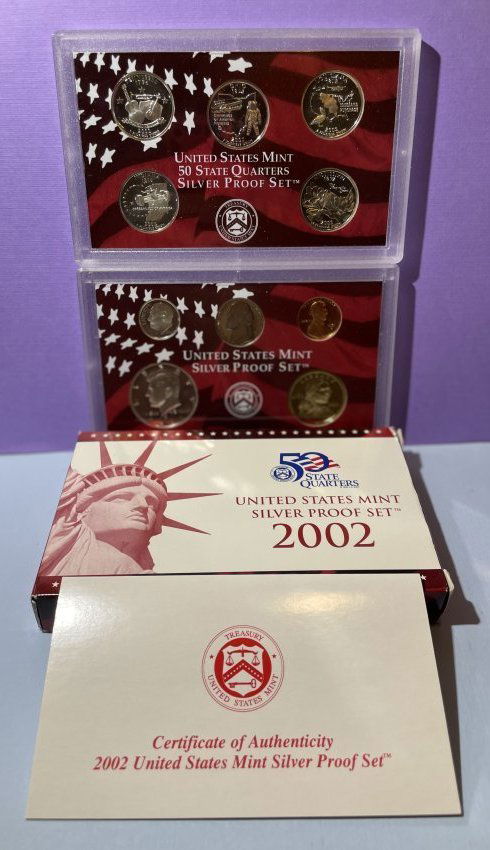 UNITED STATES MINT
50 STATE QUARTERS
SILVER PROOF SET™
UNITED STATES MINT
SILVER PROOF SET™
50
STATE
QUARTERS
UNITED STATES MINT
SILVER PROOF SET™
2002
TREASURY
UNITED STATES MINT
Certificate of Authenticity
2002 United States Mint Silver Proof Set™